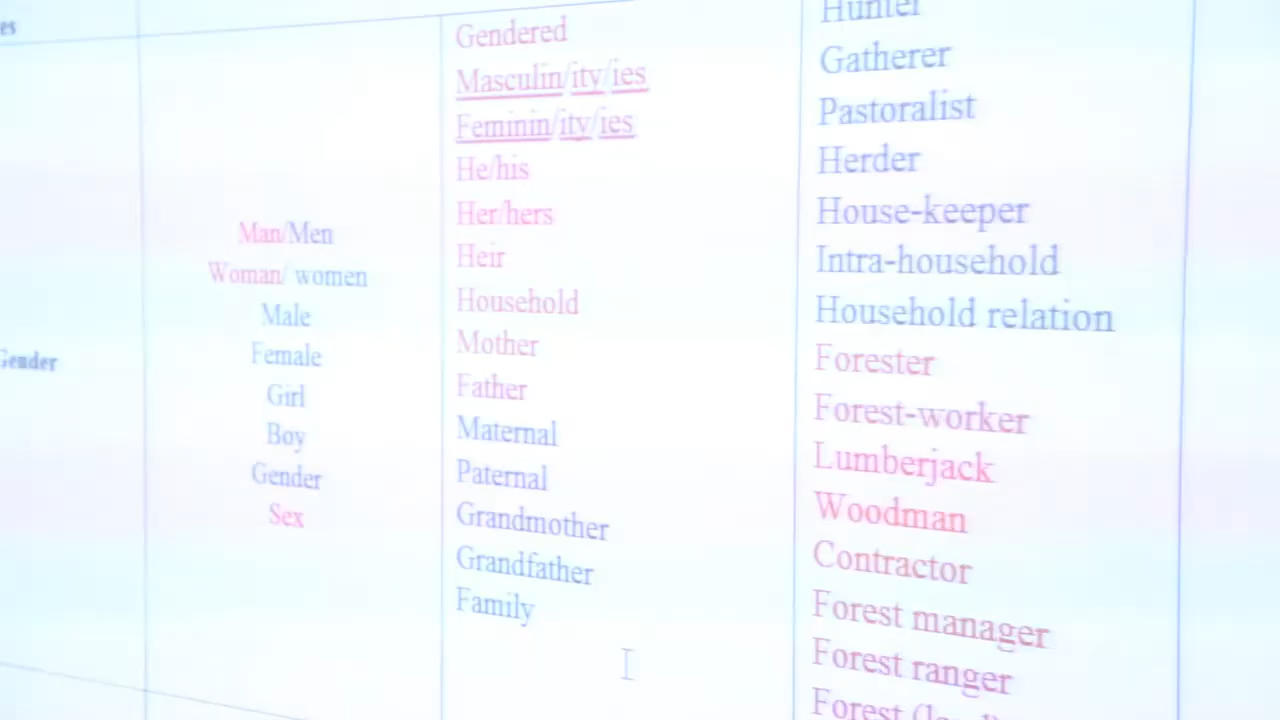 es
Gender
Man/Men
Woman/ women
Male
Female
Girl
Boy
Gender
Sex
Gendered
Masculin/ity/ies
Feminin/ity/ies
He/his
Her/hers
Heir
Household
Mother
Father
Maternal
Paternal
Grandmother
Grandfather
Family
Hunter
Gatherer
Pastoralist
Herder
House-keeper
Intra-household
Household relation
Forester
Forest-worker
Lumberjack
Woodman
Contractor
Forest manager
Forest ranger
Forest